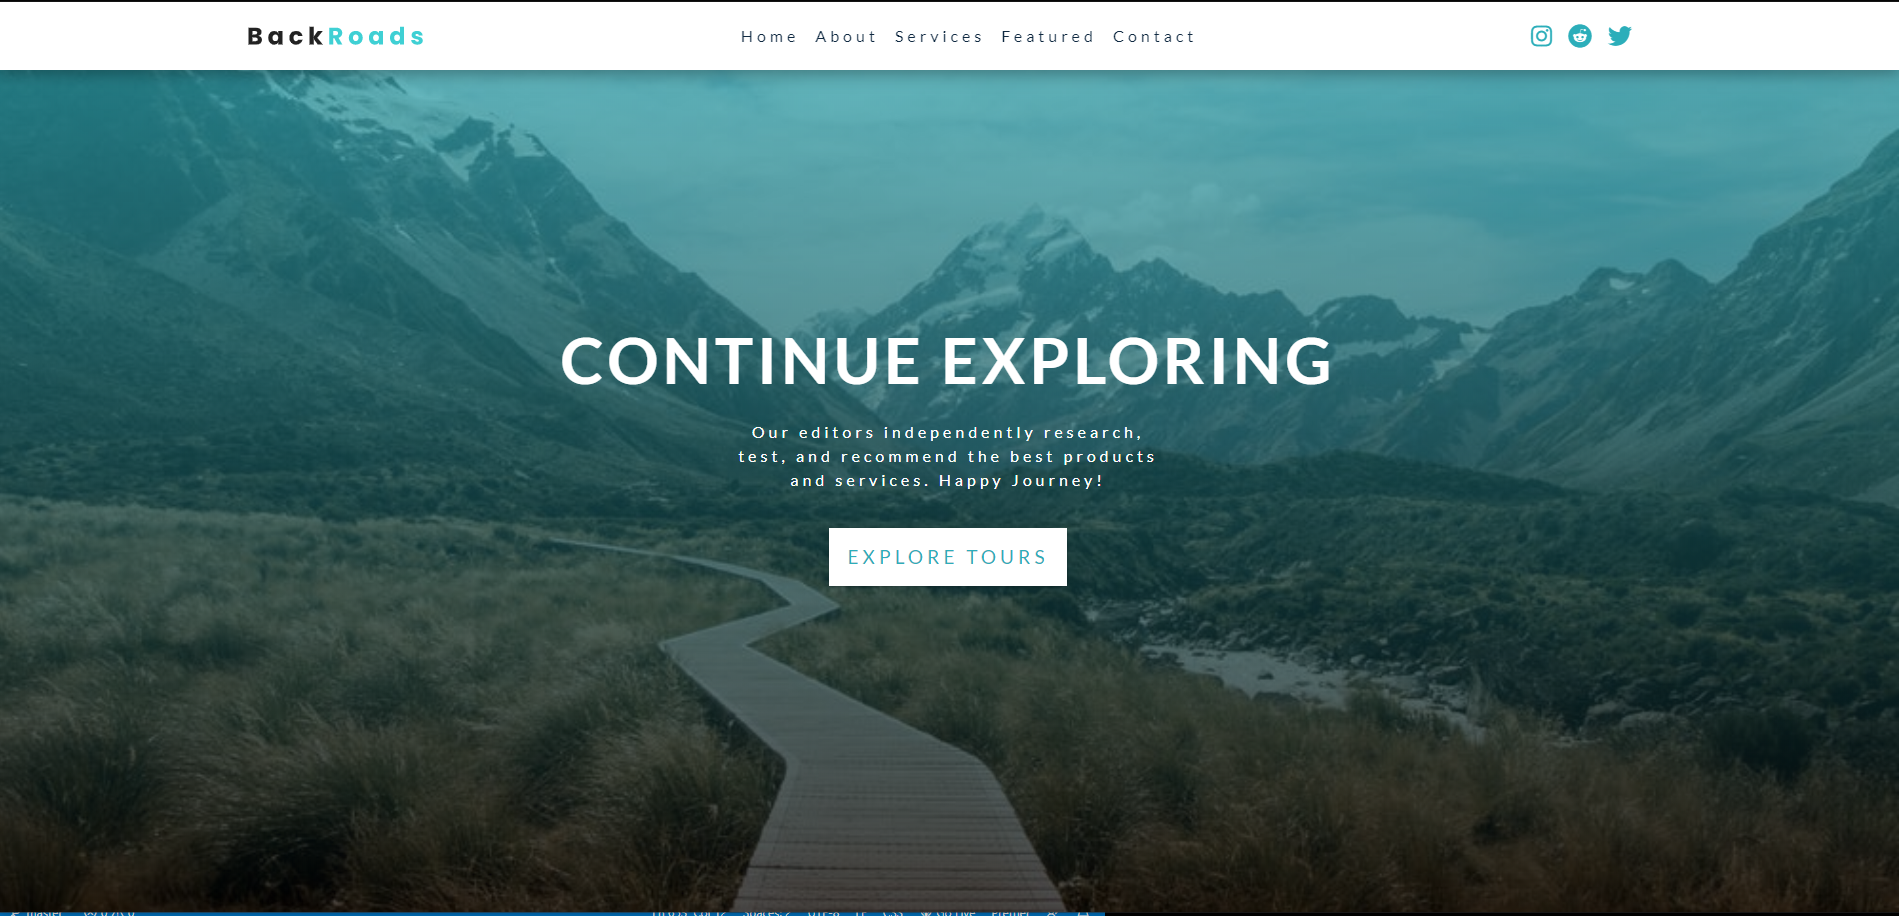 BackRoads
Home About Services Featured Contact
CONTINUE EXPLORING
Our editors independently research,
test, and recommend the best products
and services. Happy Journey!
EXPLORE TOURS